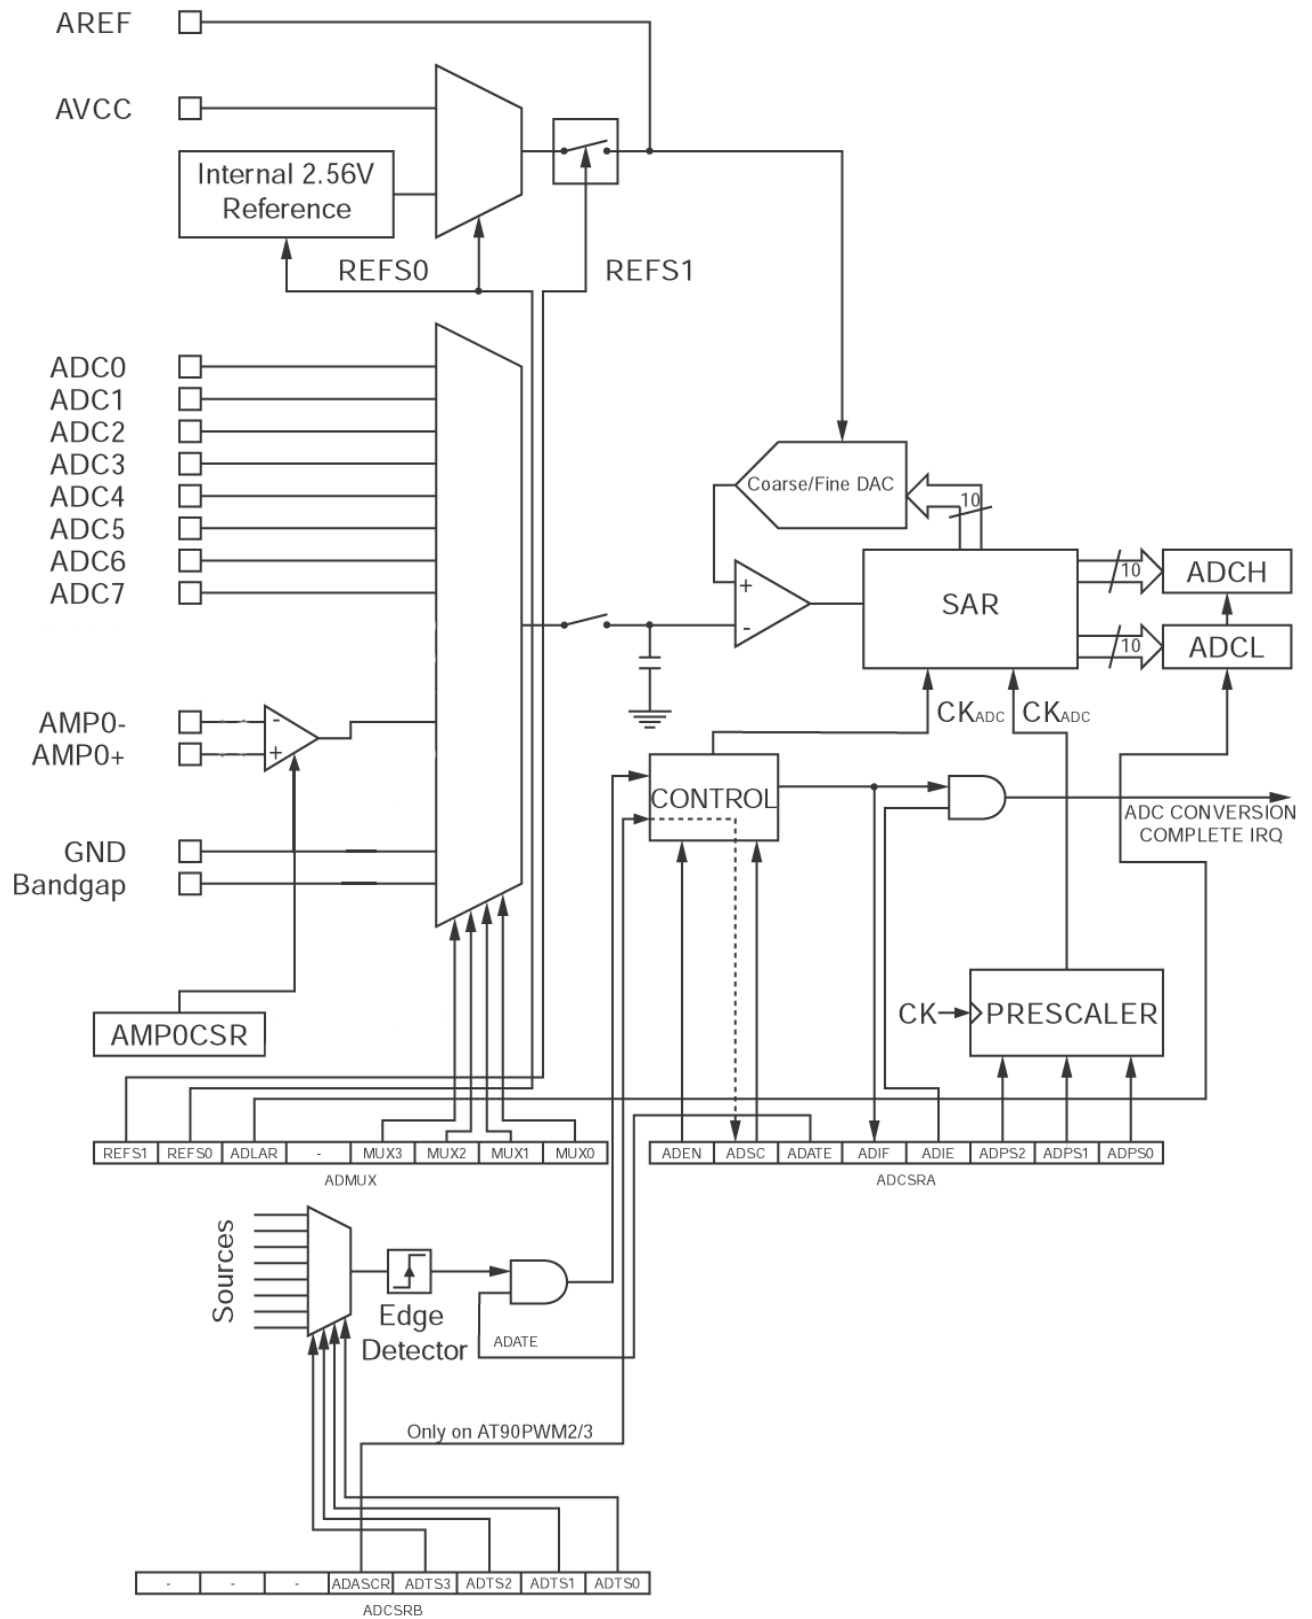 AREF
AVCC
Internal 2.56V
Reference
REFS0
REFS1
ADC0
ADC1
ADC2
ADC3
ADC4
ADC5
ADC6
ADC7
Coarse/Fine DAC
10
+
-
SAR
10
ADCH
10
ADCL
AMP0-
AMP0+
-
+
CKADC
CKADC
CONTROL
ADC CONVERSION
COMPLETE IRQ
GND
Bandgap
AMP0CSR
CK
PRESCALER
REFS1 REFS0 ADLAR - MUX3 MUX2 MUX1 MUX0
ADMUX
ADEN ADSC ADATE ADIF ADIE ADPS2 ADPS1 ADPS0
ADCSRA
Sources
Edge
Detector
ADATE
Only on AT90PWM2/3
- - - ADASCR ADTS3 ADTS2 ADTS1 ADTS0
ADCSRB